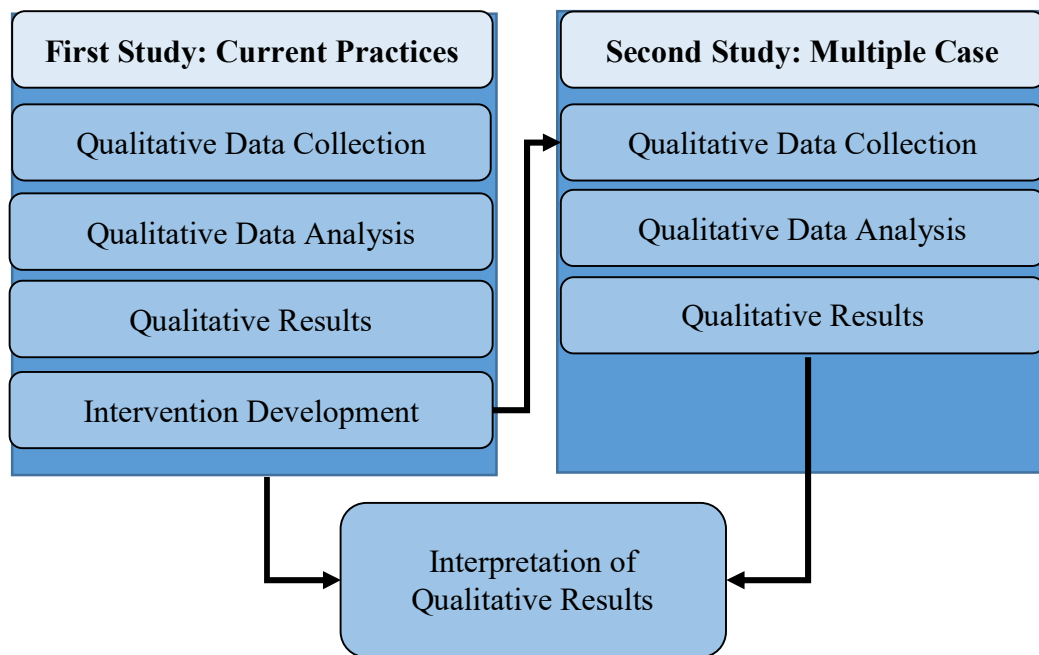 First Study: Current Practices
Qualitative Data Collection
Qualitative Data Analysis
Qualitative Results
Intervention Development
Second Study: Multiple Case
Qualitative Data Collection
Qualitative Data Analysis
Qualitative Results
Interpretation of
Qualitative Results